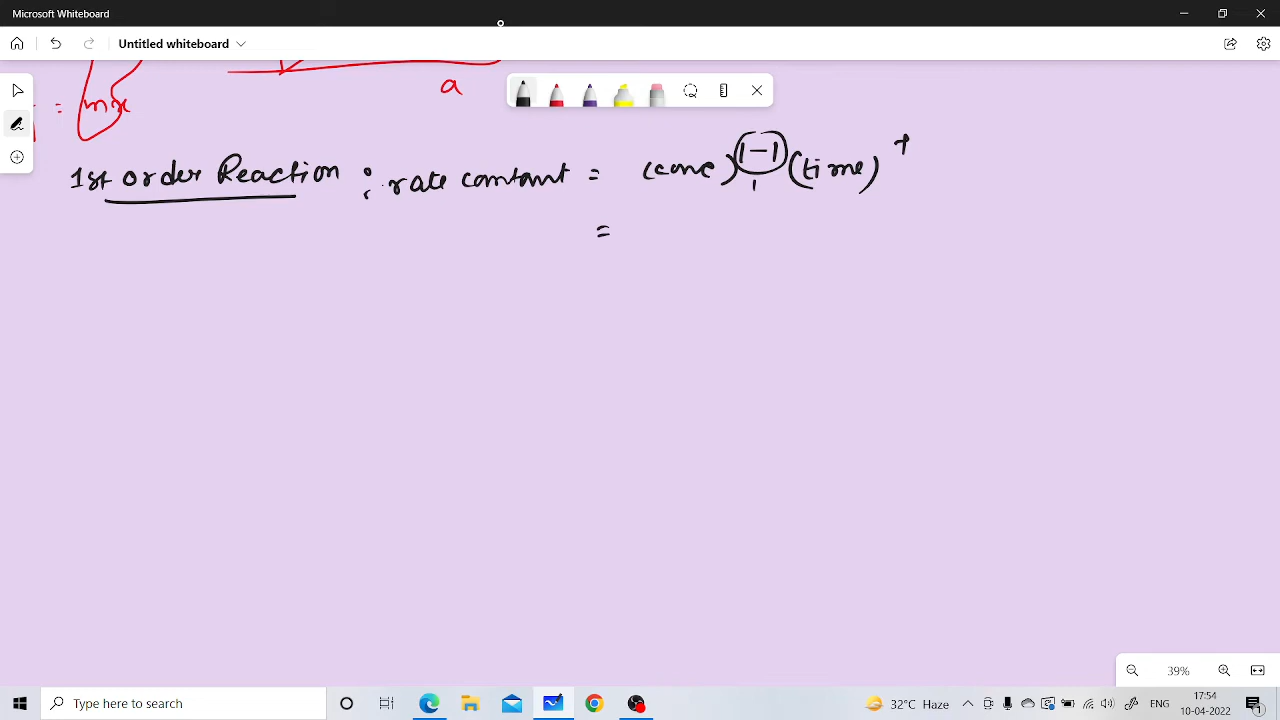 Microsoft Whiteboard
Untitled whiteboard
a
= mx
1st order Reaction : rate constant = (conc)^(1-1) (time)^-1
=
39%
Type here to search
32°C Haze
ENG
17:54
10-04-2022
1